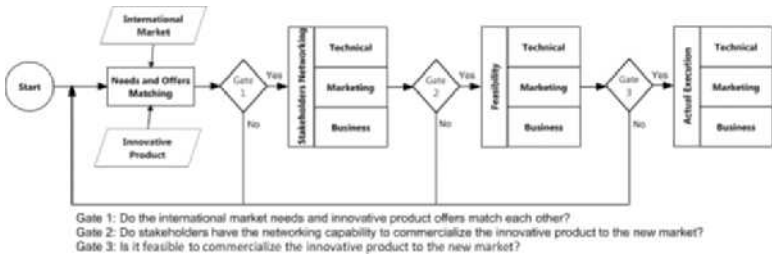 International
Market
Start
Needs and Offers
Matching
Innovative
Product
Gate
1
Yes
No
Stakeholders Networking
Technical
Marketing
Business
Gate
2
Yes
No
Feasibility
Technical
Marketing
Business
Gate
3
Yes
No
Actual Execution
Technical
Marketing
Business
Gate 1: Do the international market needs and innovative product offers match each other?
Gate 2: Do stakeholders have the networking capability to commercialize the innovative product to the new market?
Gate 3: Is it feasible to commercialize the innovative product to the new market?